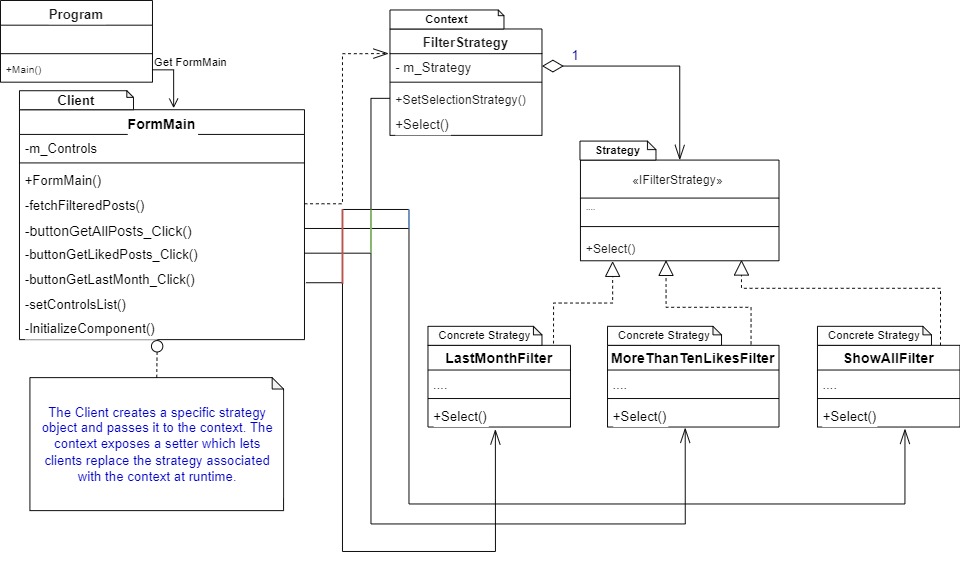 Program
+Main()
Get FormMain
Client
FormMain
-m_Controls
+FormMain()
-fetchFilteredPosts()
-buttonGetAllPosts_Click()
-buttonGetLikedPosts_Click()
-buttonGetLastMonth_Click()
-setControlsList()
-InitializeComponent()
The Client creates a specific strategy
object and passes it to the context. The
context exposes a setter which lets
clients replace the strategy associated
with the context at runtime.
Context
FilterStrategy
- m_Strategy
+SetSelectionStrategy()
+Select()
1
Strategy
«IFilterStrategy»
....
+Select()
Concrete Strategy
LastMonthFilter
....
+Select()
Concrete Strategy
MoreThanTenLikesFilter
....
+Select()
Concrete Strategy
ShowAllFilter
....
+Select()